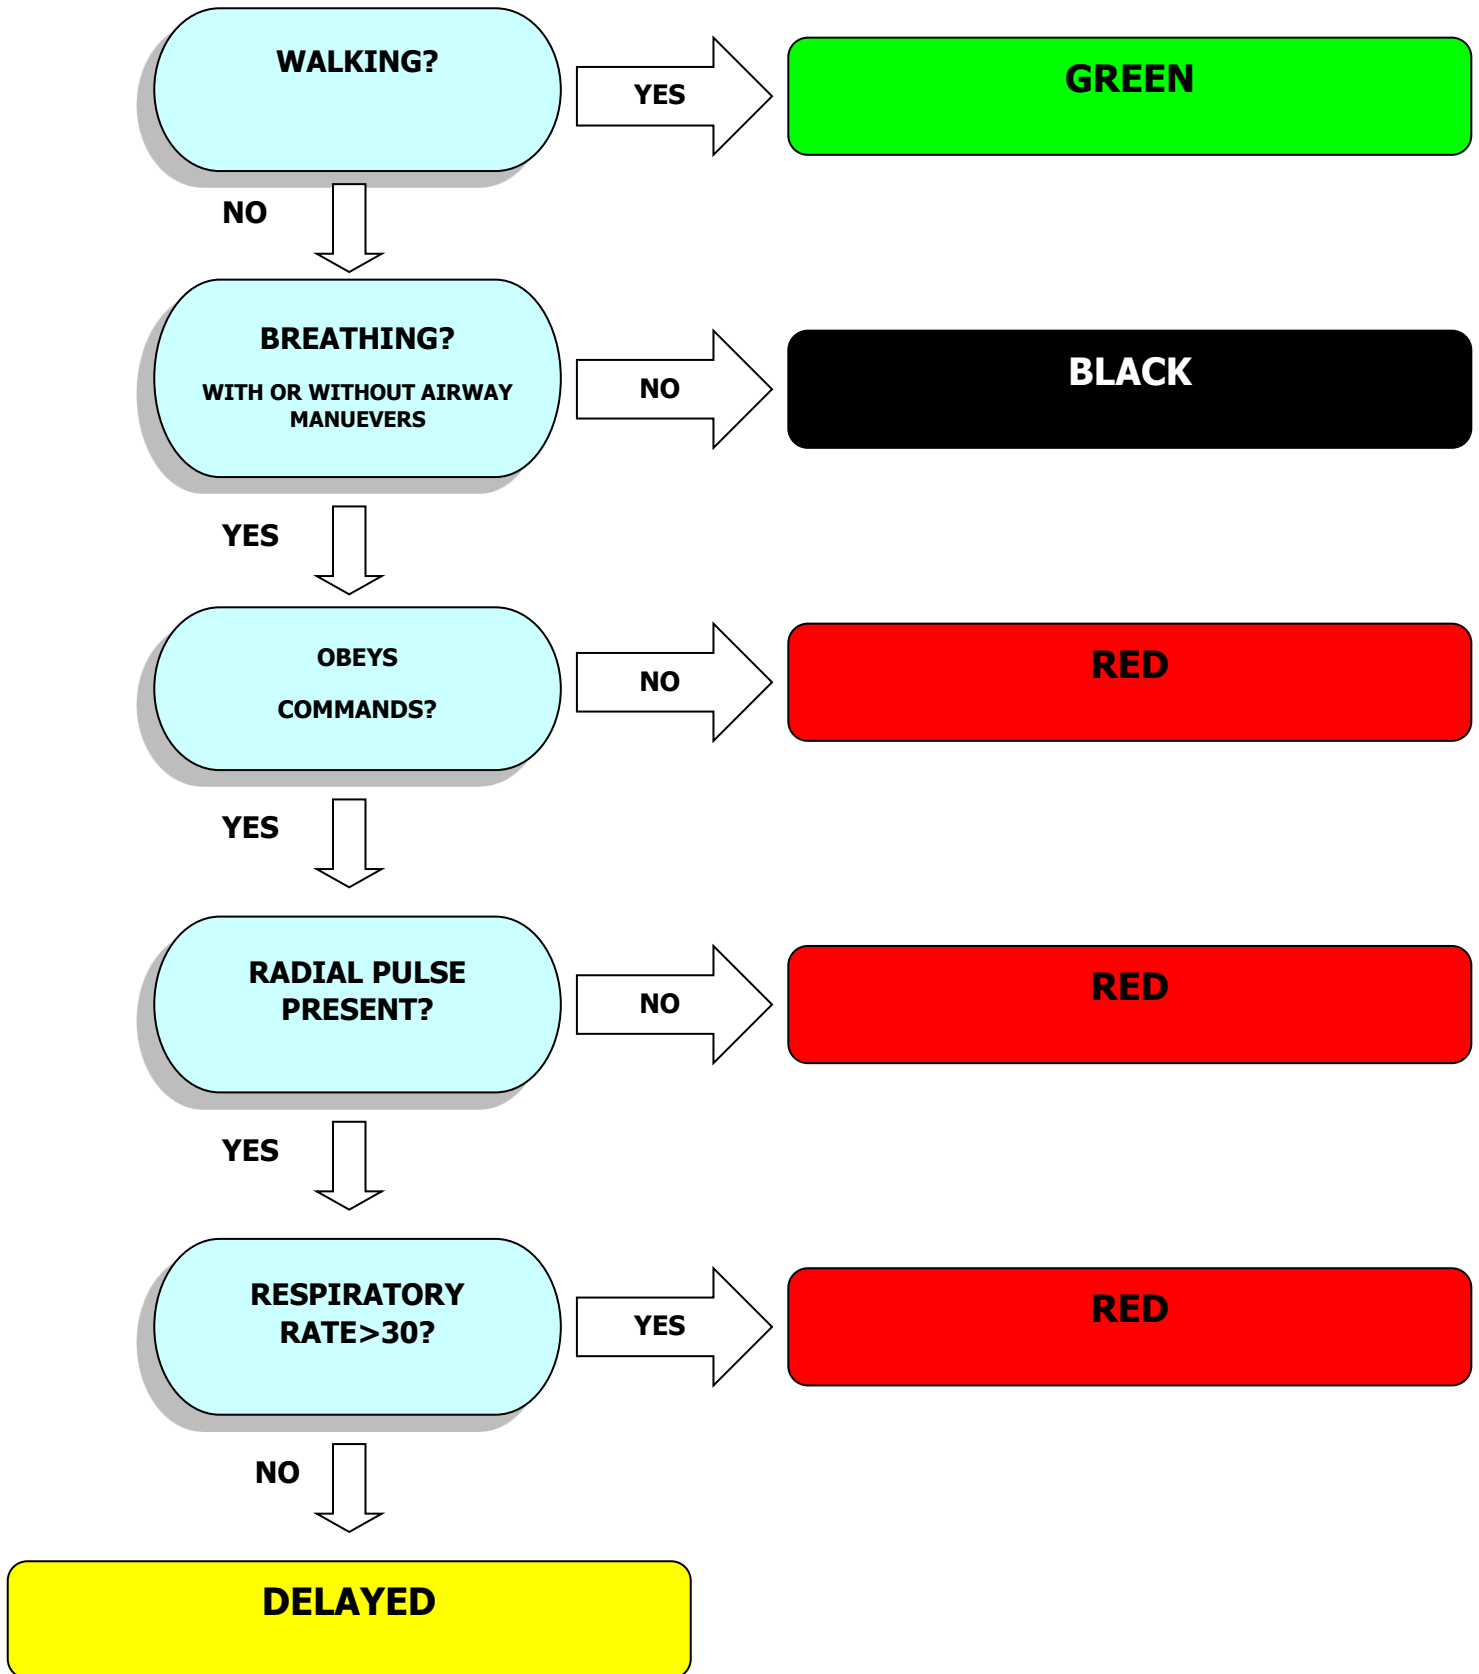 WALKING?
YES
GREEN
NO
BREATHING?
WITH OR WITHOUT AIRWAY
MANUEVERS
NO
BLACK
YES
OBEYS
COMMANDS?
NO
RED
YES
RADIAL PULSE
PRESENT?
NO
RED
YES
RESPIRATORY
RATE>30?
YES
RED
NO
DELAYED